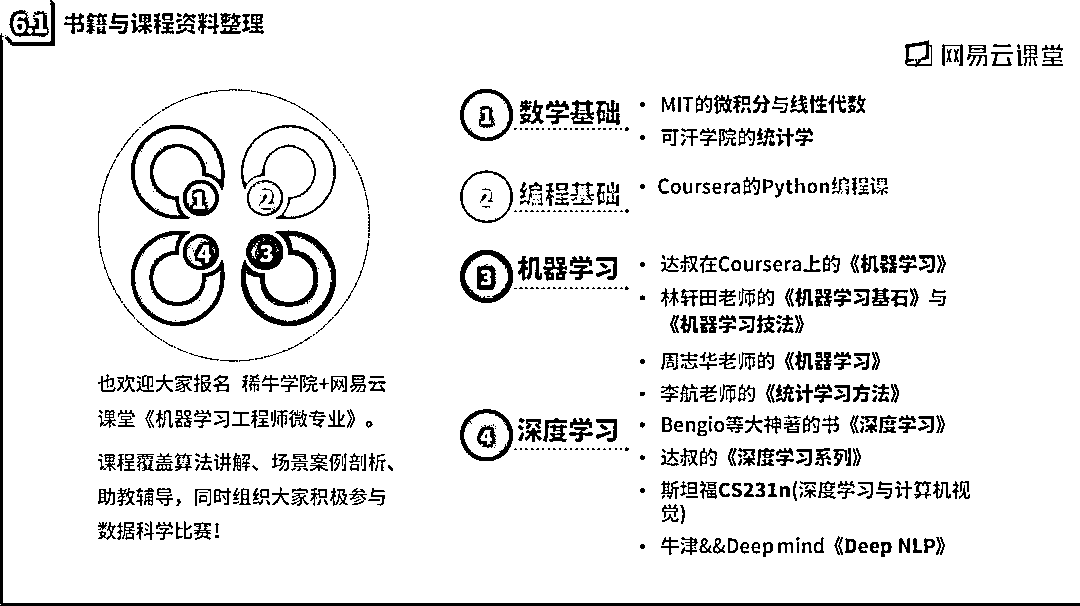 6.1 书籍与课程资料整理
网易云课堂
1 2
4 3
也欢迎大家报名 稀牛学院+网易云
课堂《机器学习工程师微专业》。
课程覆盖算法讲解、场景案例剖析、
助教辅导，同时组织大家积极参与
数据科学比赛！
1 数学基础
• MIT的微积分与线性代数
• 可汗学院的统计学
2 编程基础
• Coursera的Python编程课
3 机器学习
• 达叔在Coursera上的《机器学习》
• 林轩田老师的《机器学习基石》与
《机器学习技法》
• 周志华老师的《机器学习》
• 李航老师的《统计学习方法》
4 深度学习
• Bengio等大神著的书《深度学习》
• 达叔的《深度学习系列》
• 斯坦福CS231n(深度学习与计算机视
觉)
• 牛津&&Deep mind《Deep NLP》